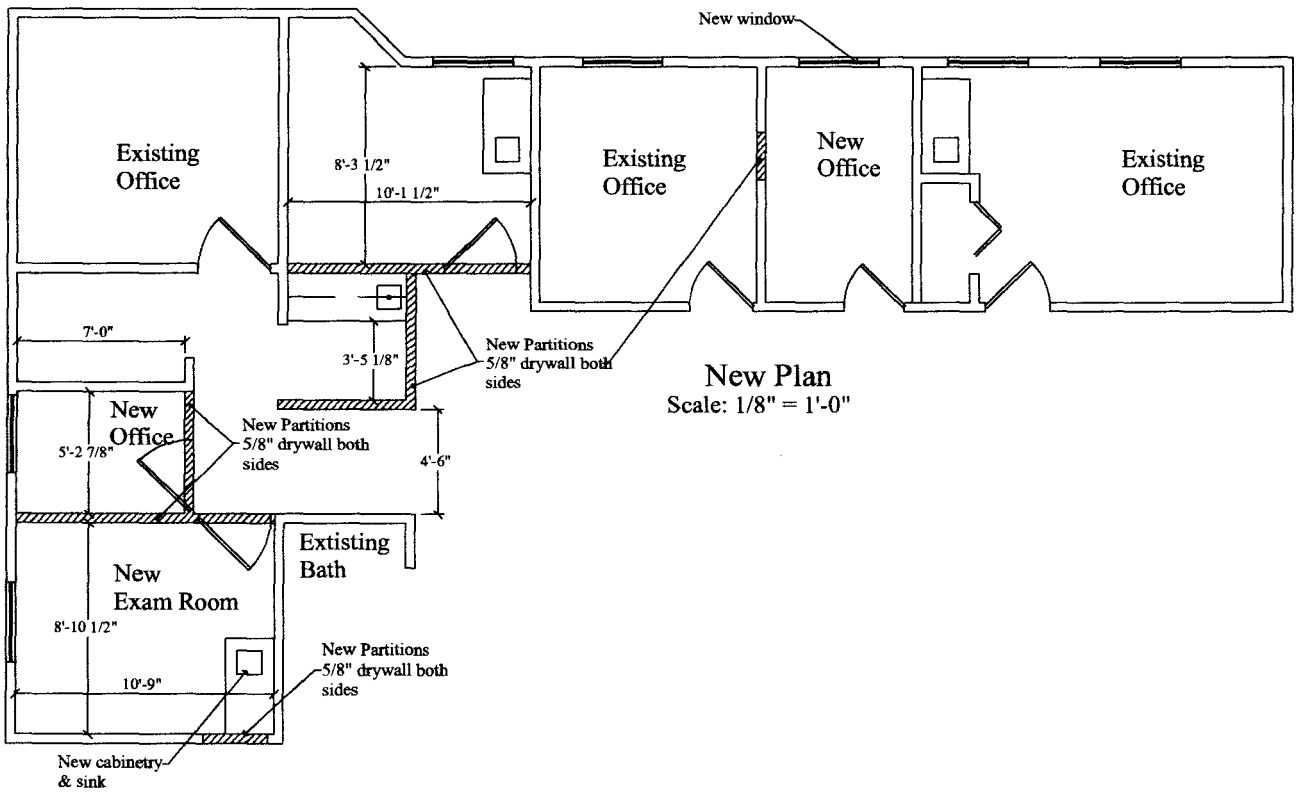 New window
Existing
Office
8'-3 1/2"
10'-1 1/2"
Existing
Office
New
Office
Existing
Office
7'-0"
3'-5 1/8"
New Partitions
5/8" drywall both
sides
New Plan
Scale: 1/8" = 1'-0"
New
Office
5'-2 7/8"
New Partitions
5/8" drywall both
sides
4'-6"
Extisting
Bath
New
Exam Room
8'-10 1/2"
10'-9"
New Partitions
5/8" drywall both
sides
New cabinetry
& sink